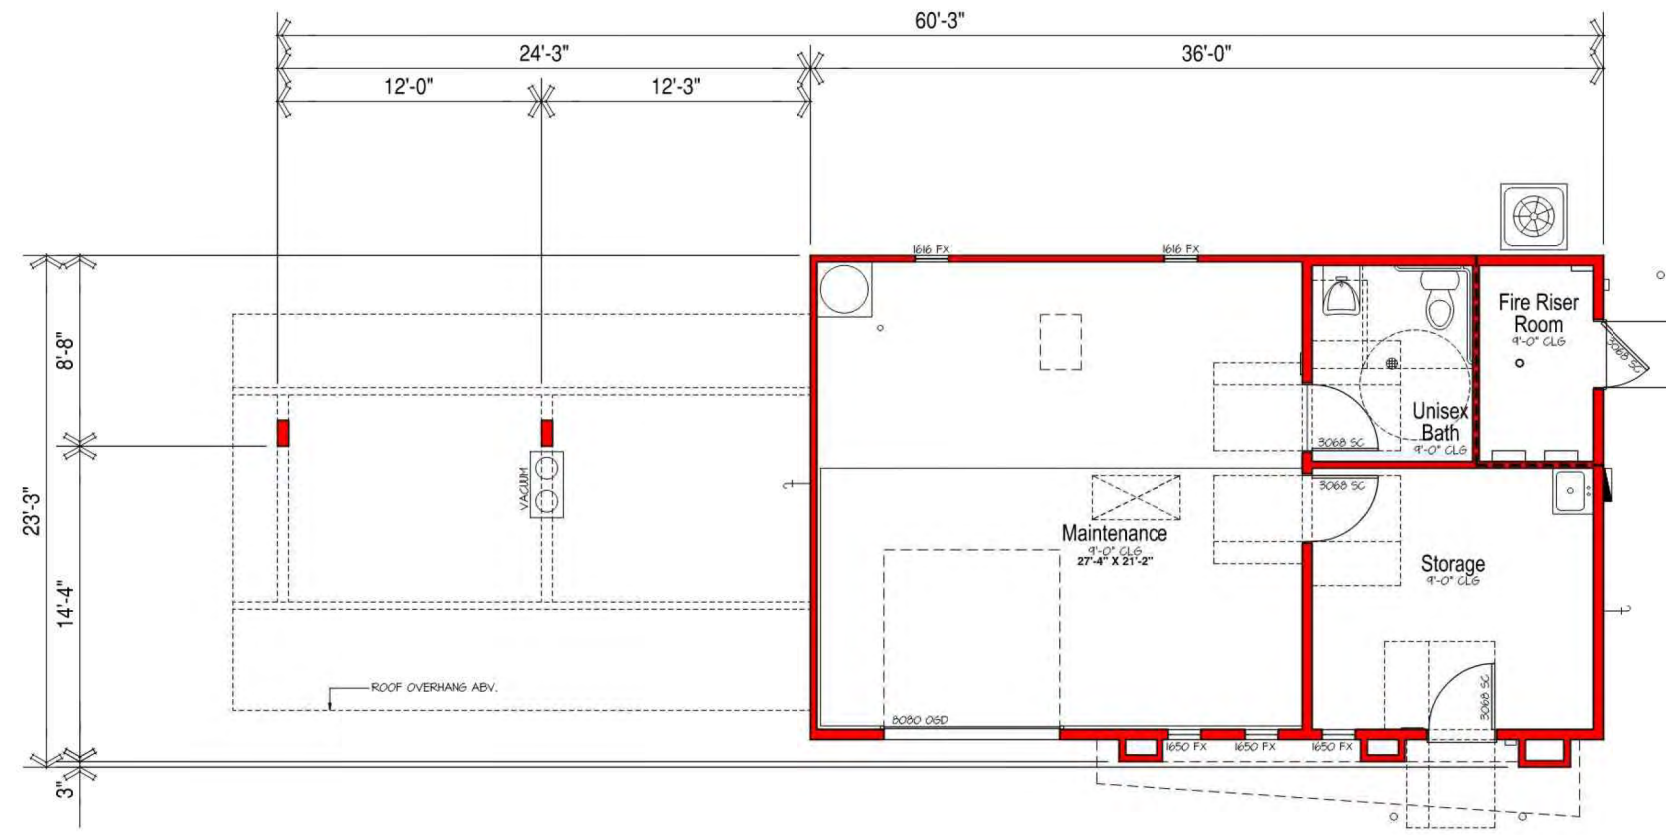 60'-3"
24'-3"
36'-0"
12'-0"
12'-3"
1616 FX
1616 FX
8'-8"
23'-3"
14'-4"
3"
Fire Riser
Room
9'-0" CLG
3068 SC
Unisex
Bath
9'-0" CLG
3068 SC
VACUUM
3068 SC
Maintenance
9'-0" CLG
27'-4" X 21'-2"
Storage
9'-0" CLG
ROOF OVERHANG ABV.
3068 SC
8080 OGD
1650 FX
1650 FX
1650 FX